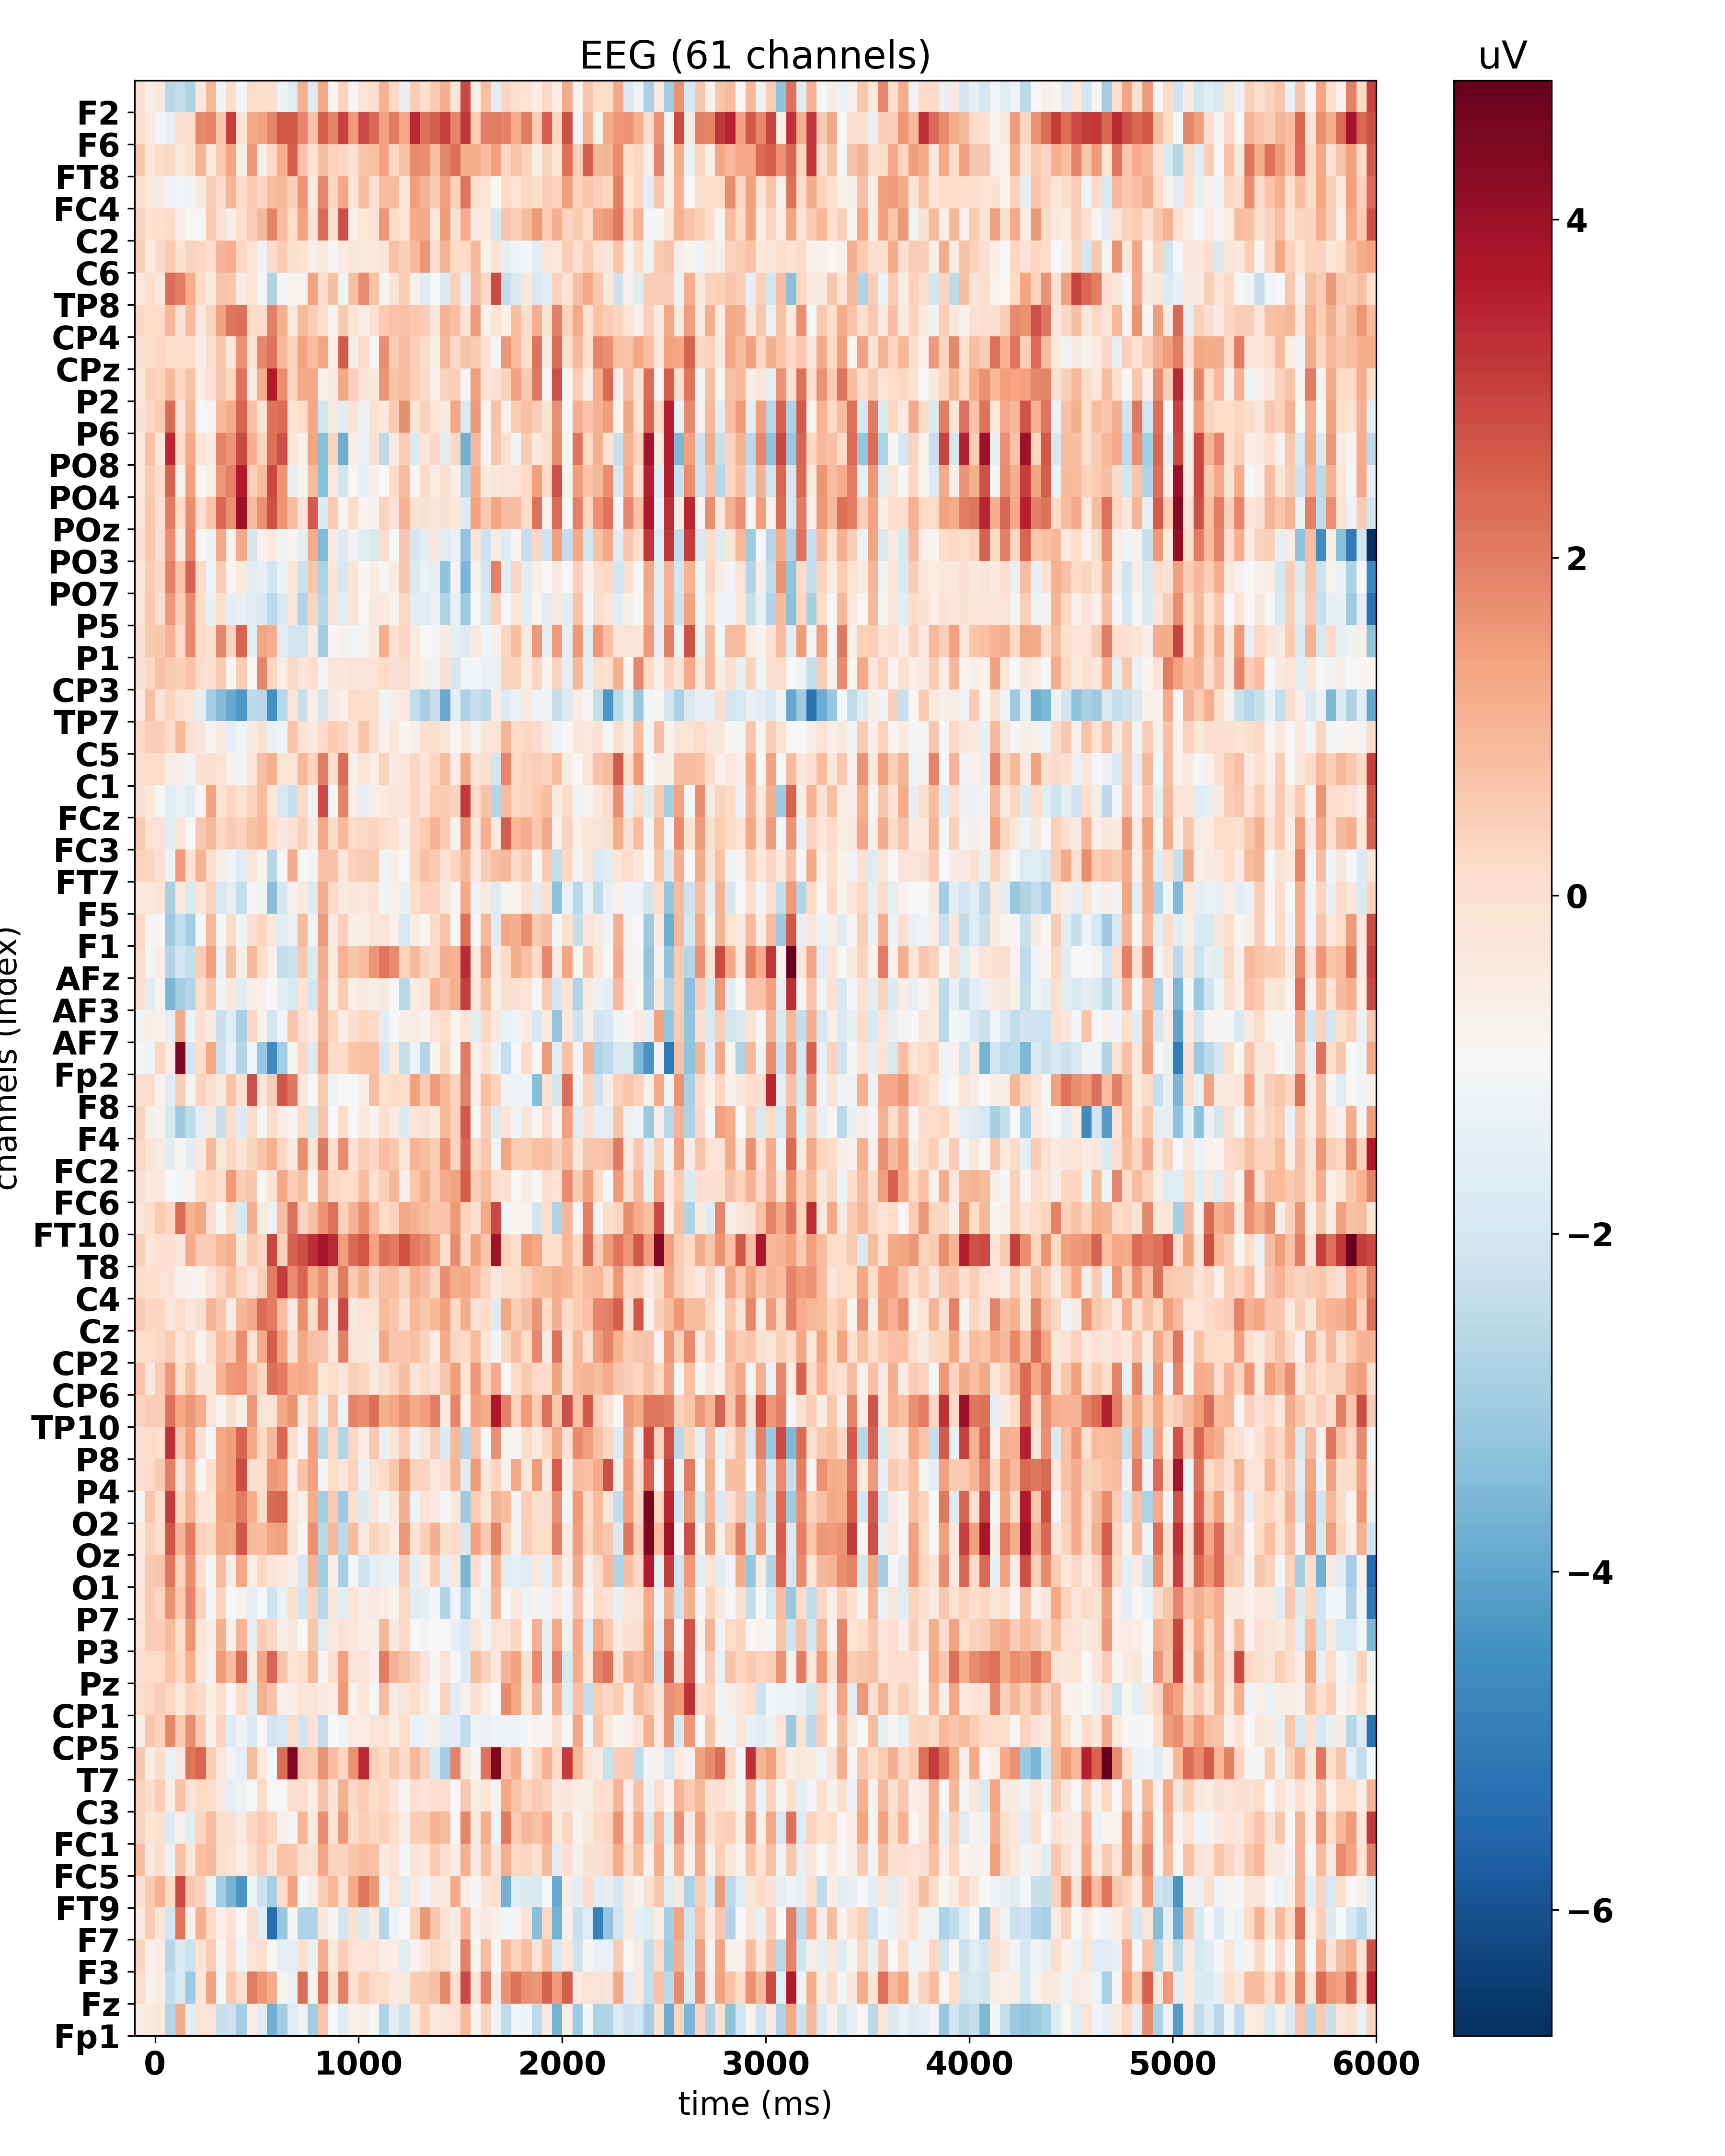 EEG (61 channels)
uV
F2
F6
FT8
FC4
C2
C6
TP8
CP4
CPz
P2
P6
PO8
PO4
POz
PO3
PO7
P5
P1
CP3
TP7
C5
C1
FCz
FC3
FT7
F5
F1
AFz
AF3
AF7
Fp2
F8
F4
FC2
FC6
FT10
T8
C4
Cz
CP2
CP6
TP10
P8
P4
O2
Oz
O1
P7
P3
Pz
CP1
CP5
T7
C3
FC1
FC5
FT9
F7
F3
Fz
Fp1
channels (index)
0 1000 2000 3000 4000 5000 6000
time (ms)
4
2
0
−2
−4
−6